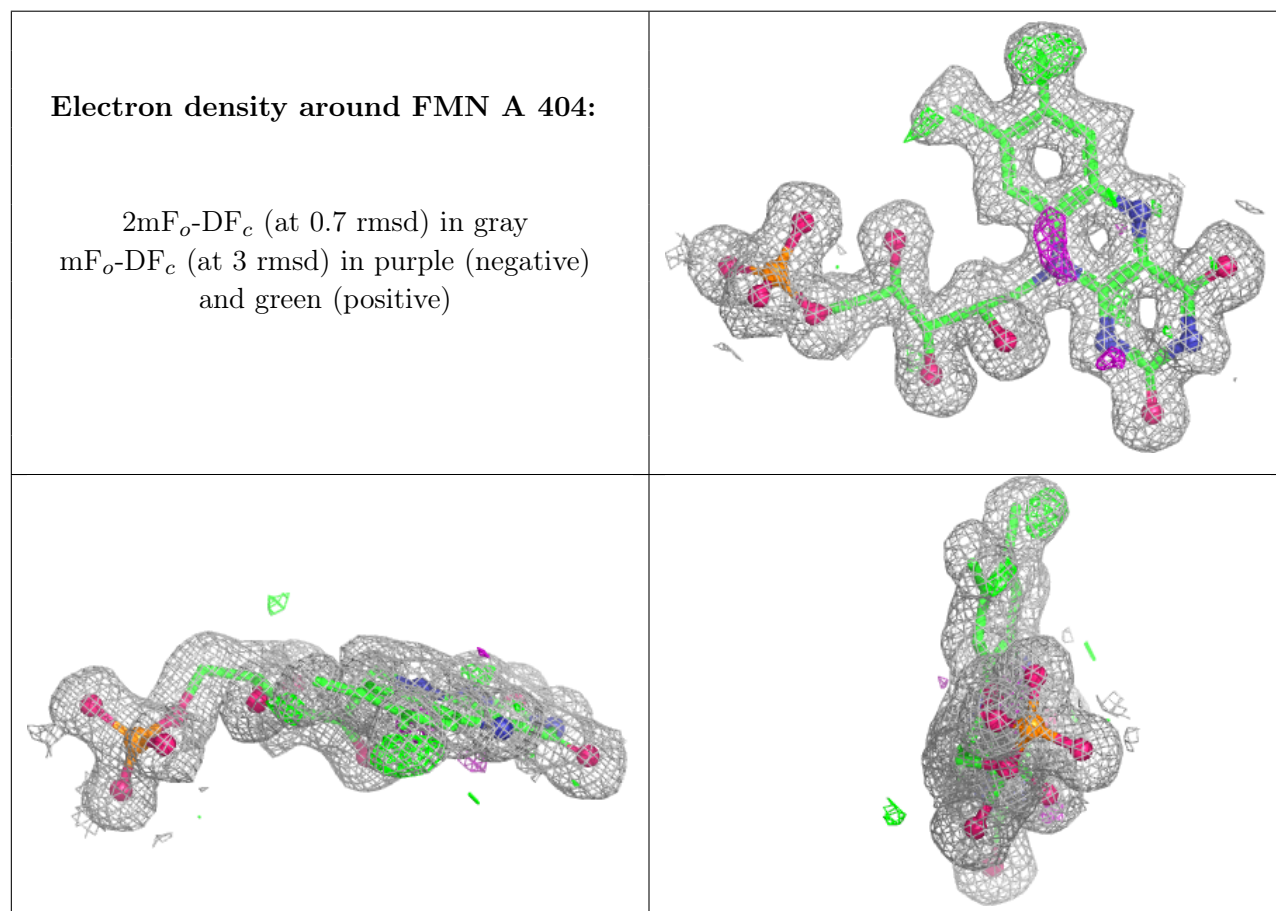 Electron density around FMN A 404:
2mFo-DFc (at 0.7 rmsd) in gray
mFo-DFc (at 3 rmsd) in purple (negative)
and green (positive)